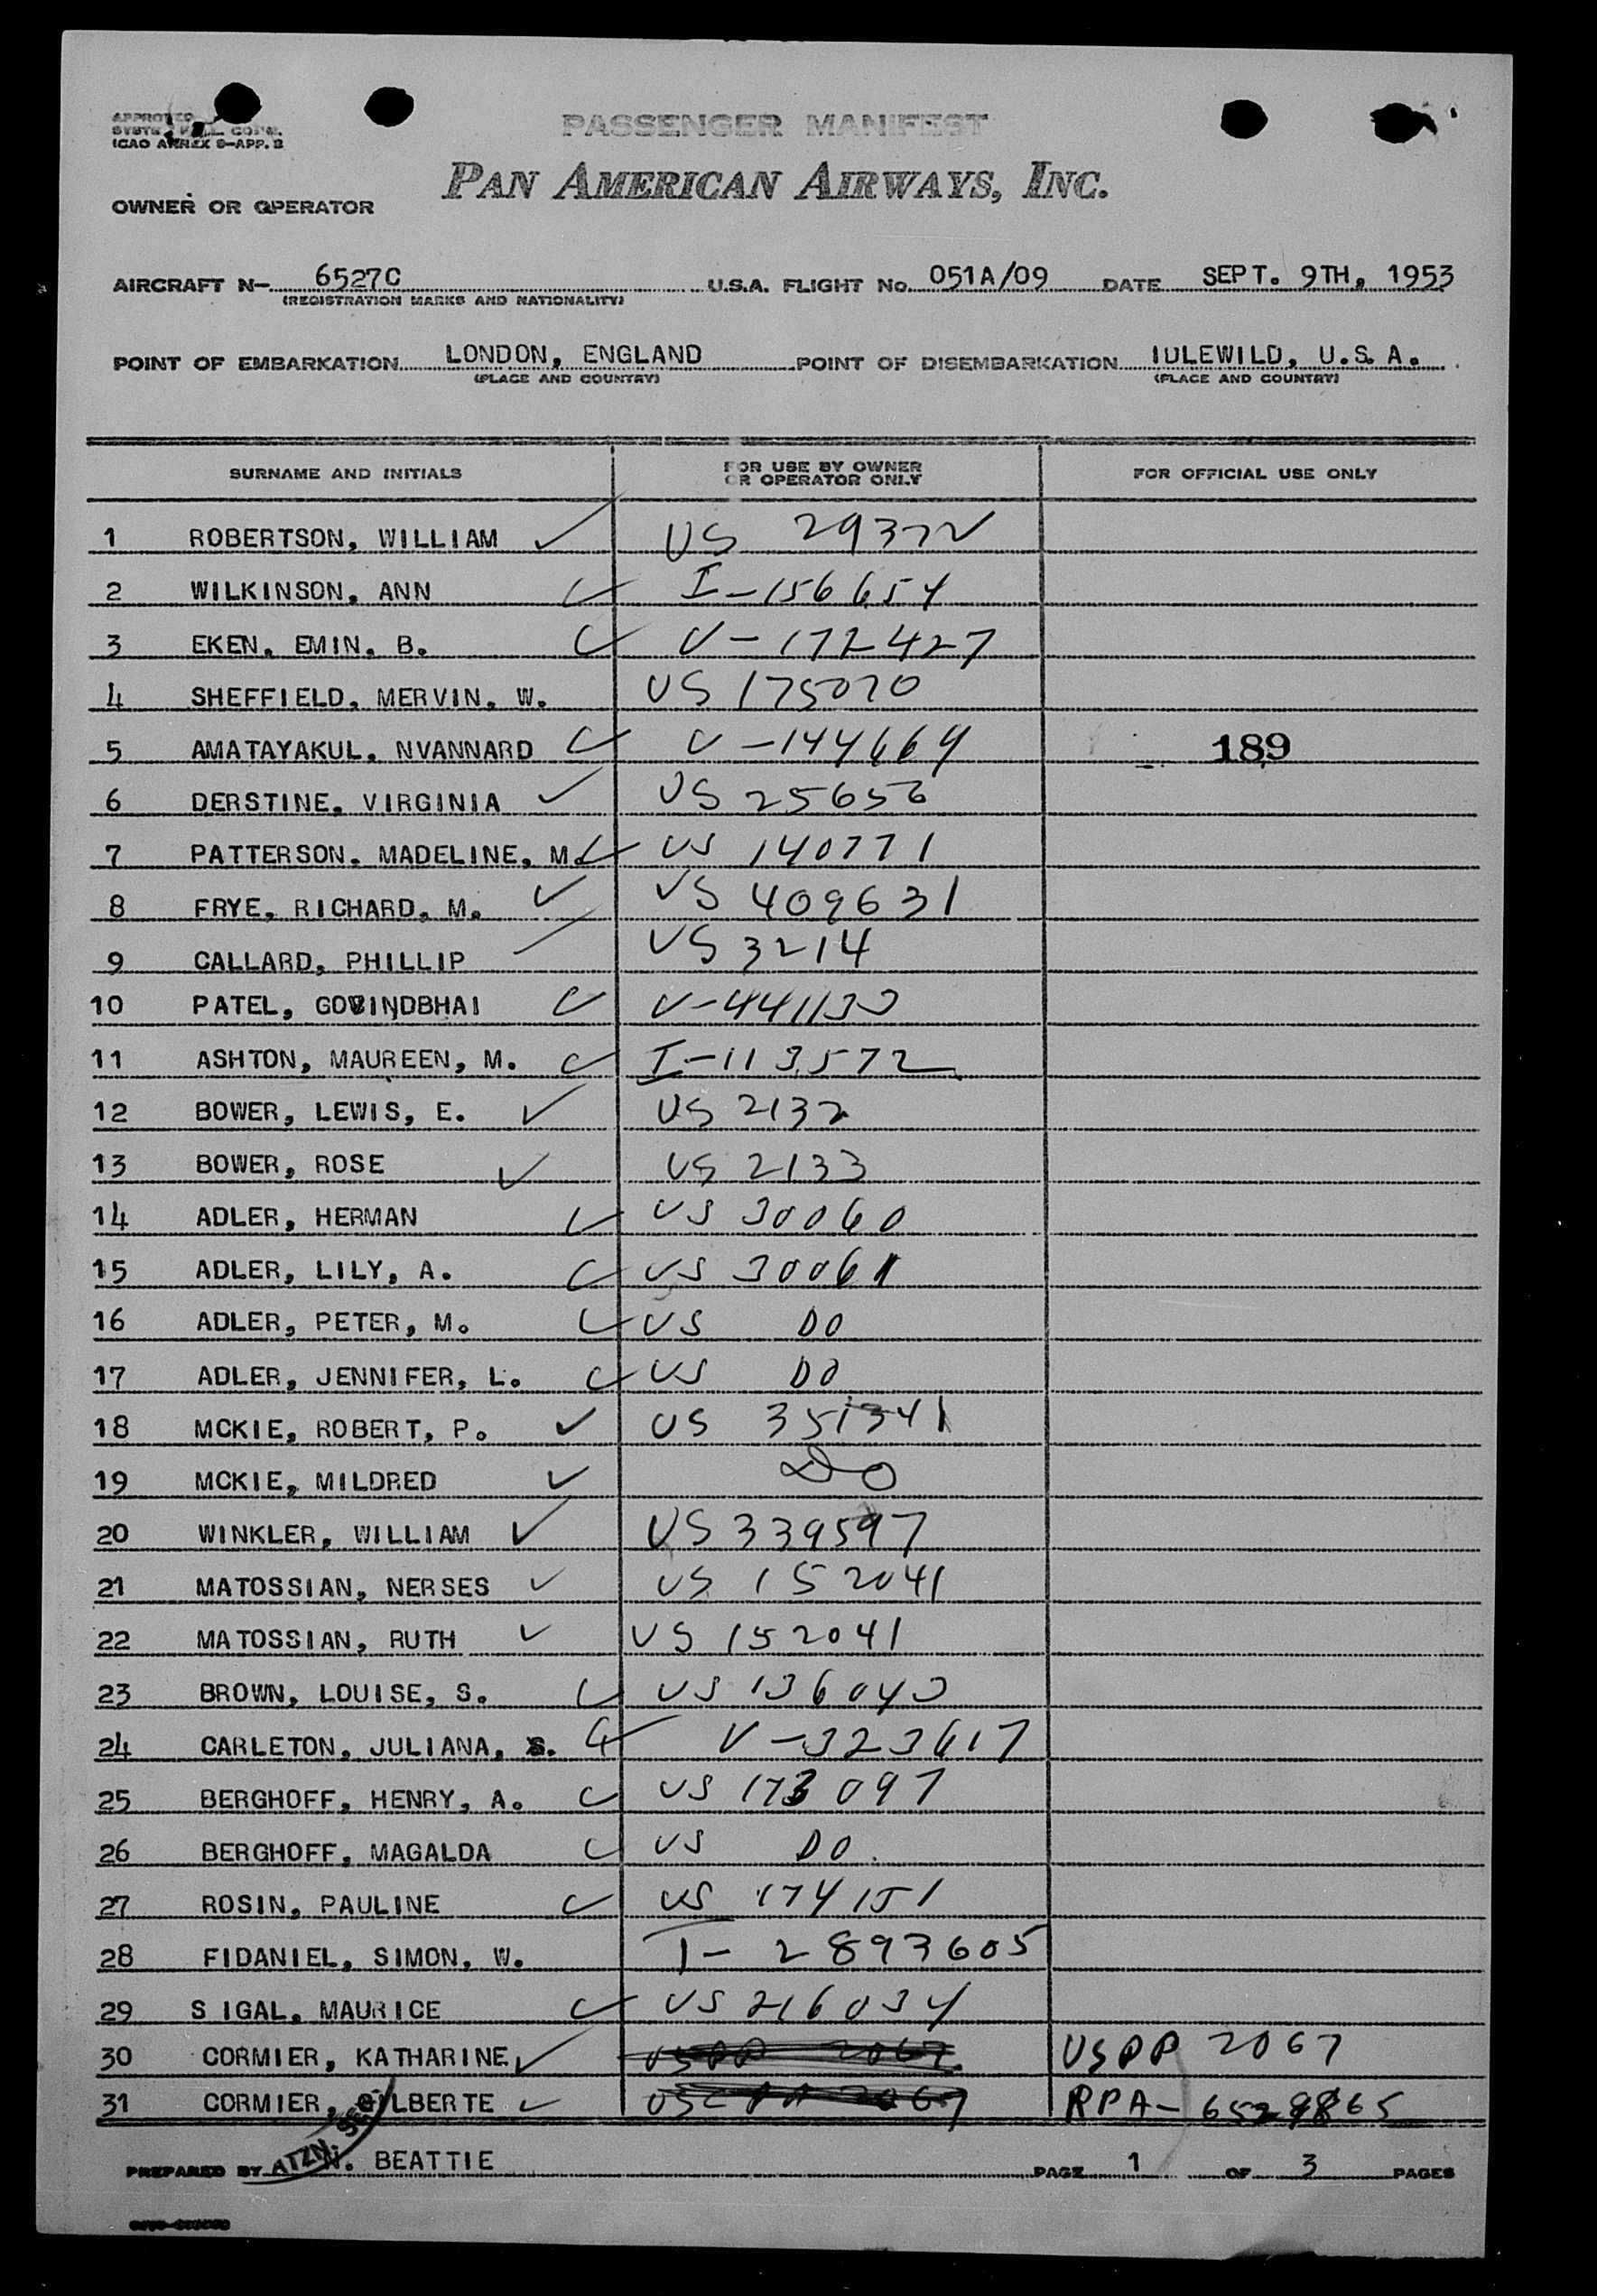 APPROVED
ICAO ANNEX 9-APP. 3
PASSENGER MANIFEST
PAN AMERICAN AIRWAYS, INC.
OWNER OR OPERATOR
AIRCRAFT N- 6527C U.S.A. FLIGHT No. 051A/09 DATE SEPT. 9TH, 1953
(REGISTRATION MARKS AND NATIONALITY)
POINT OF EMBARKATION LONDON, ENGLAND POINT OF DISEMBARKATION IDLEWILD, U.S.A.
(PLACE AND COUNTRY) (PLACE AND COUNTRY)
SURNAME AND INITIALS FOR USE BY OWNER OR OPERATOR ONLY FOR OFFICIAL USE ONLY
1 ROBERTSON, WILLIAM ✓ US 29372
2 WILKINSON, ANN ✓ I-156654
3 EKEN, EMIN, B. ✓ V-172427
4 SHEFFIELD, MERVIN, W. US 175070
5 AMATAYAKUL, NVANNARD ✓ V-144664 189
6 DERSTINE, VIRGINIA ✓ US 25656
7 PATTERSON, MADELINE, M. ✓ US 140771
8 FRYE, RICHARD, M. ✓ US 409631
9 CALLARD, PHILLIP US 3214
10 PATEL, GOVINDBHAI ✓ V-441130
11 ASHTON, MAUREEN, M. ✓ I-113572
12 BOWER, LEWIS, E. ✓ US 2132
13 BOWER, ROSE ✓ US 2133
14 ADLER, HERMAN ✓ US 30060
15 ADLER, LILY, A. ✓ US 30061
16 ADLER, PETER, M. ✓ US DO
17 ADLER, JENNIFER, L. ✓ US DO
18 MCKIE, ROBERT, P. ✓ US 351341
19 MCKIE, MILDRED ✓ DO
20 WINKLER, WILLIAM ✓ US 339597
21 MATOSSIAN, NERSES ✓ US 152041
22 MATOSSIAN, RUTH ✓ US 152041
23 BROWN, LOUISE, S. ✓ US 136040
24 CARLETON, JULIANA, S. ✓ V-323617
25 BERGHOFF, HENRY, A. ✓ US 173097
26 BERGHOFF, MAGALDA ✓ US DO.
27 ROSIN, PAULINE ✓ US 174151
28 FIDANIEL, SIMON, W. I- 2893605
29 SIGAL, MAURICE ✓ US 216034
30 CORMIER, KATHARINE ✓ USPP 2067 USPP 2067
31 CORMIER, GILBERTE ✓ 2067 RPA- 6529865
PREPARED BY BEATTIE PAGE 1 OF 3 PAGES